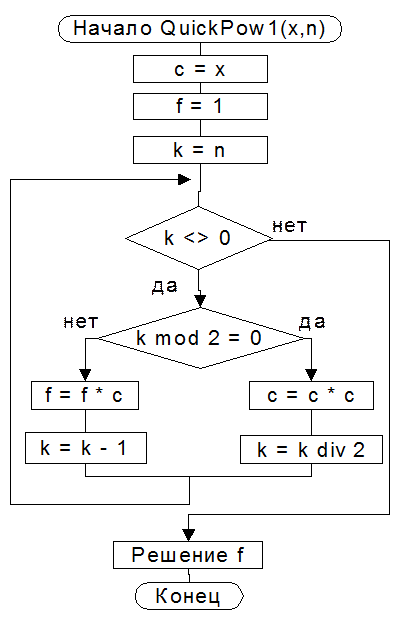 Начало QuickPow1(x,n)
c = x
f = 1
k = n
k <> 0
нет
да
k mod 2 = 0
нет
да
f = f * c
c = c * c
k = k - 1
k = k div 2
Решение f
Конец